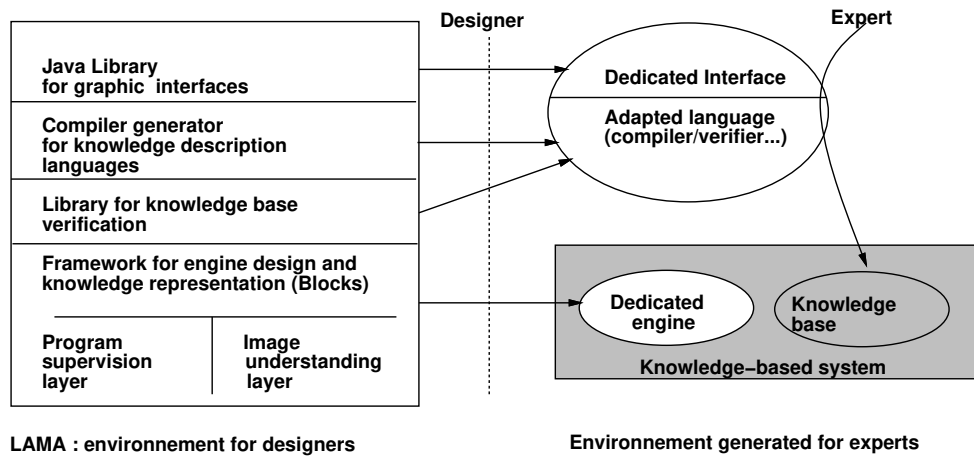 Designer
Expert
Java Library
for graphic interfaces
Compiler generator
for knowledge description
languages
Library for knowledge base
verification
Framework for engine design and
knowledge representation (Blocks)
Program
supervision
layer
Image
understanding
layer
Dedicated Interface
Adapted language
(compiler/verifier...)
Dedicated
engine
Knowledge
base
Knowledge−based system
LAMA : environnement for designers
Environnement generated for experts